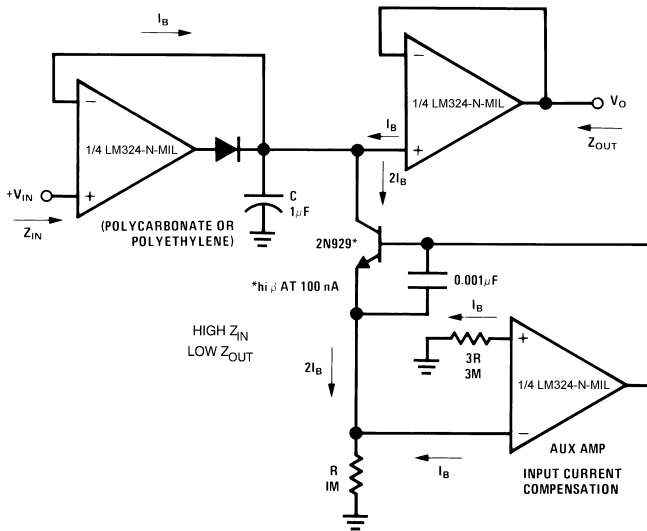 IB
1/4 LM324-N-MIL
+VIN
ZIN
C
1µF
(POLYCARBONATE OR
POLYETHYLENE)
1/4 LM324-N-MIL
VO
ZOUT
IB
2IB
2N929*
*hi β AT 100 nA
0.001µF
HIGH ZIN
LOW ZOUT
2IB
IB
3R
3M
1/4 LM324-N-MIL
AUX AMP
INPUT CURRENT
COMPENSATION
IB
R
1M